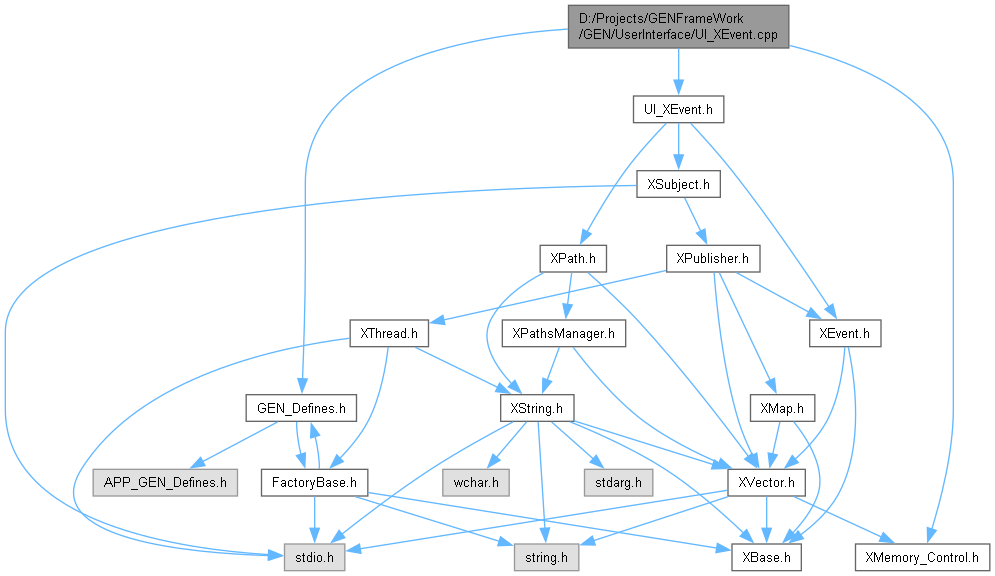 D:/Projects/GENFrameWork
/GEN/UserInterface/UI_XEvent.cpp
UI_XEvent.h
XSubject.h
XPath.h
XPublisher.h
XThread.h
XPathsManager.h
XEvent.h
GEN_Defines.h
XString.h
XMap.h
APP_GEN_Defines.h
FactoryBase.h
wchar.h
stdarg.h
XVector.h
stdio.h
string.h
XBase.h
XMemory_Control.h